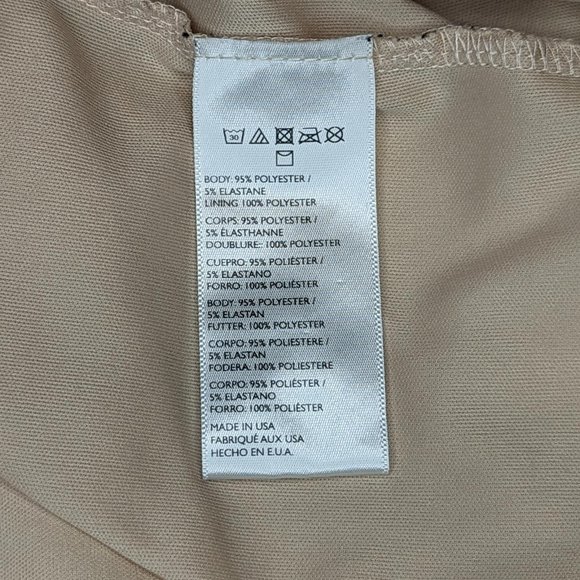 30
BODY: 95% POLYESTER /
5% ELASTANE
LINING 100% POLYESTER
CORPS: 95% POLYESTER /
5% ÉLASTHANNE
DOUBLURE: 100% POLYESTER
CUEPRO: 95% POLIÉSTER /
5% ELASTANO
FORRO: 100% POLIÉSTER
BODY: 95% POLYESTER /
5% ELASTAN
FUTTER: 100% POLYESTER
CORPO: 95% POLIESTERE /
5% ELASTAN
FODERA: 100% POLIESTERE
CORPO: 95% POLIÉSTER /
5% ELASTANO
FORRO: 100% POLIÉSTER
MADE IN USA
FABRIQUÉ AUX USA
HECHO EN E.U.A.